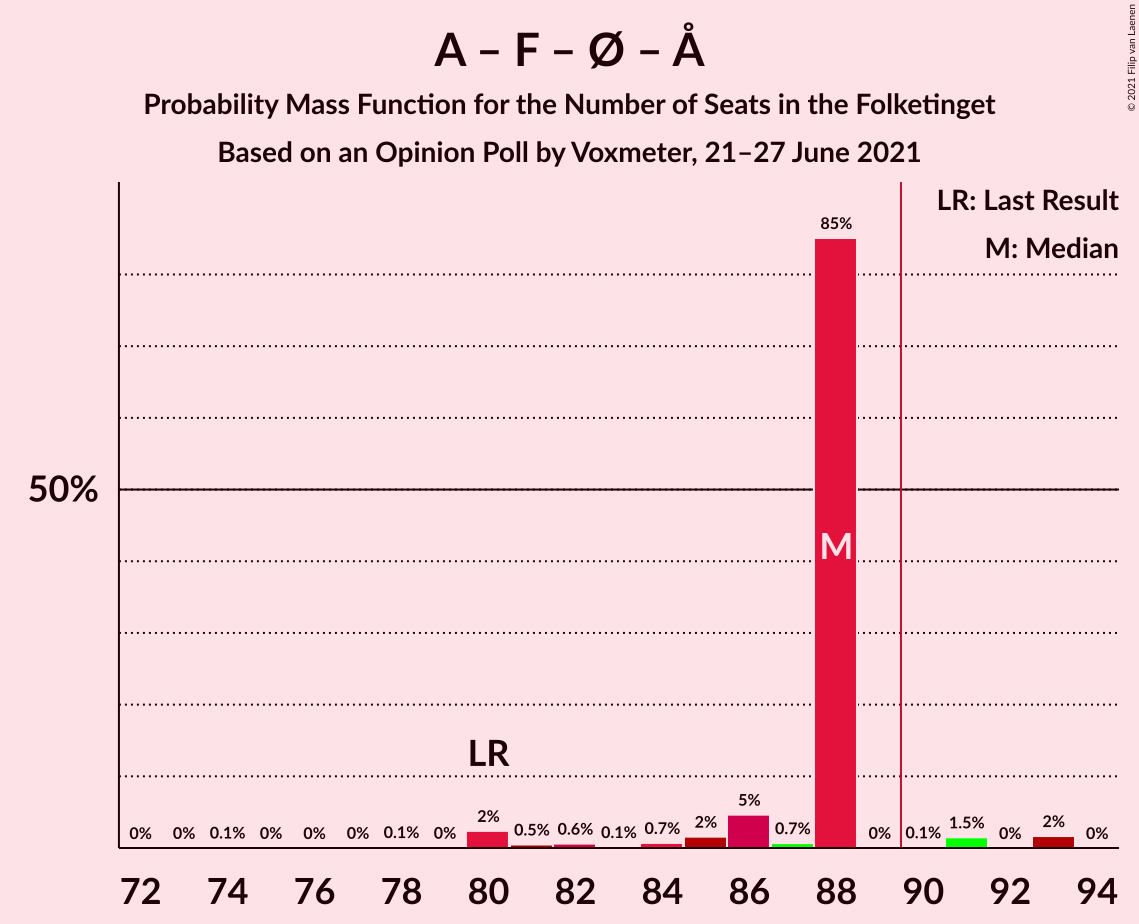 A – F – Ø – Å
Probability Mass Function for the Number of Seats in the Folketinget
Based on an Opinion Poll by Voxmeter, 21–27 June 2021
© 2021 Filip van Laenen
LR: Last Result
M: Median
85%
50%
M
LR
0% 0% 0.1% 0% 0% 0% 0.1% 0% 2% 0.5% 0.6% 0.1% 0.7% 2% 5% 0.7% 0% 0.1% 1.5% 0% 2% 0%
72 74 76 78 80 82 84 86 88 90 92 94